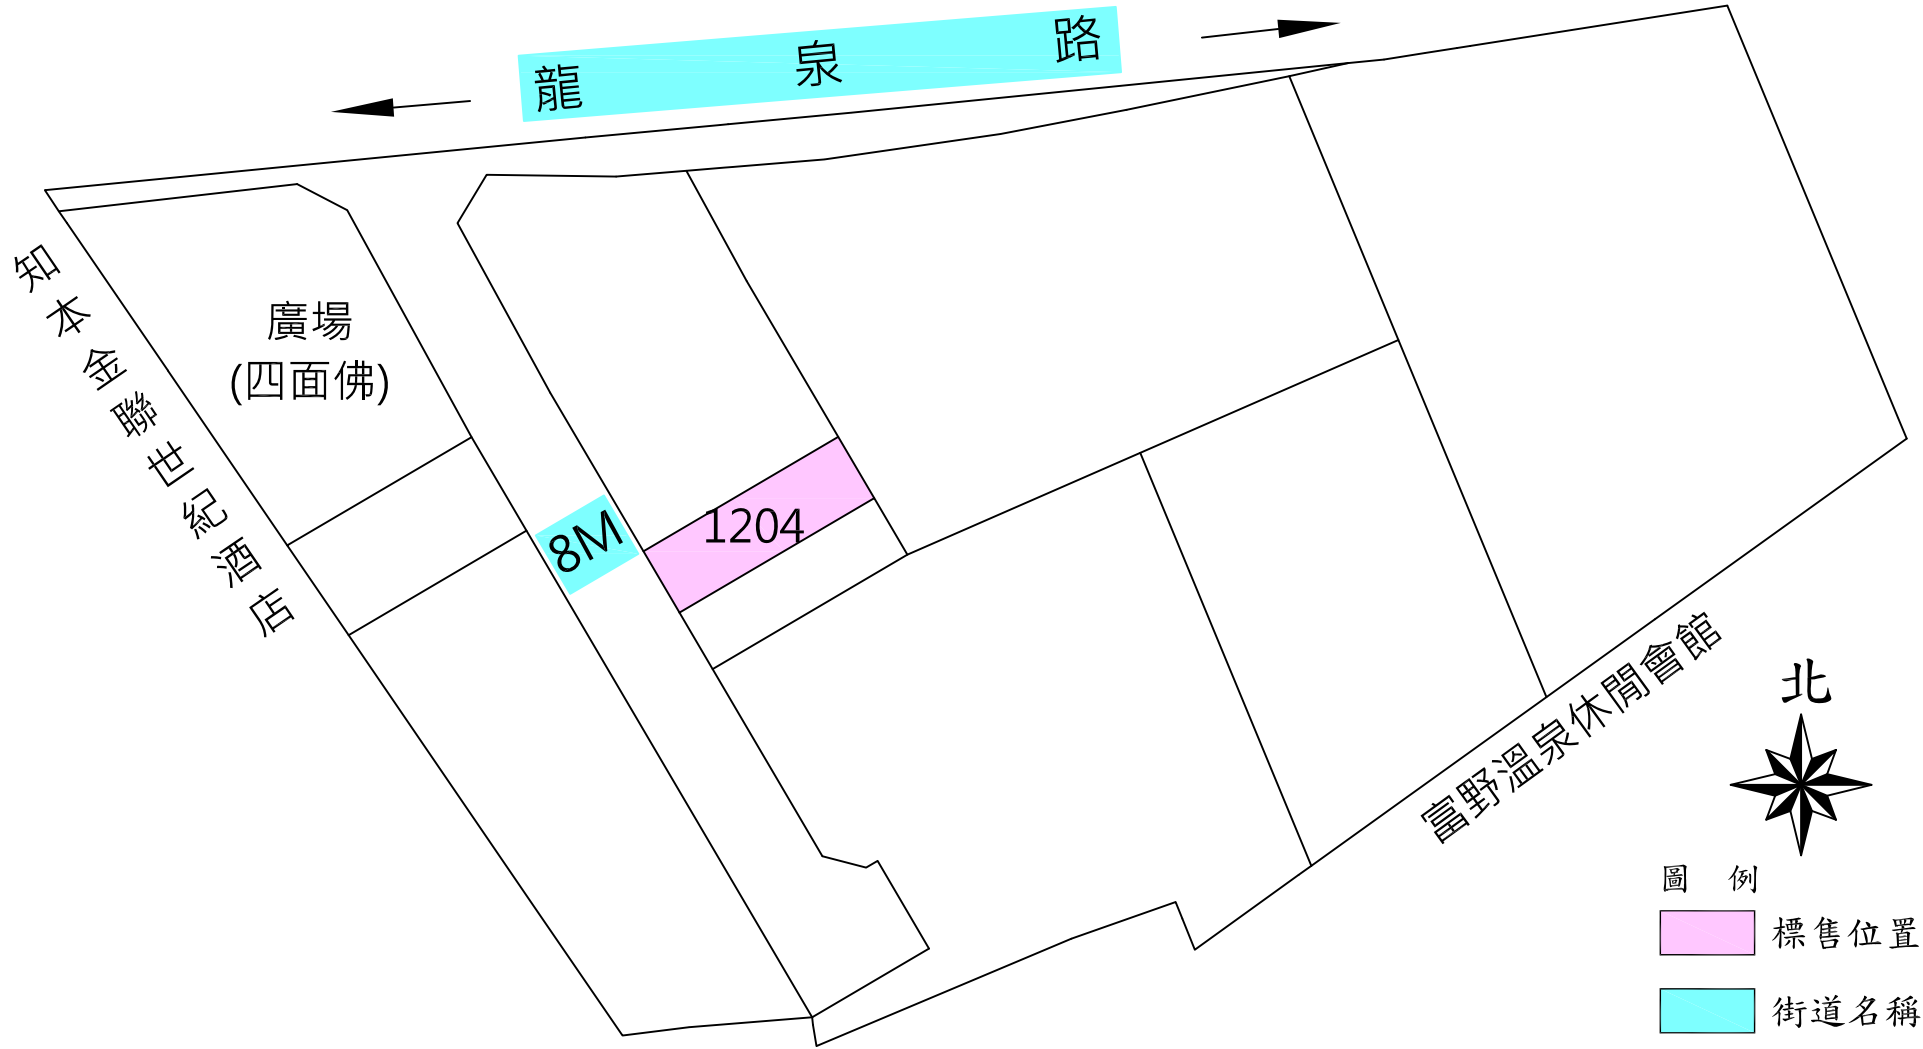 龍泉路
知本金聯世紀酒店
廣場
(四面佛)
8M
1204
富野溫泉休閒會館
北
圖 例
標售位置
街道名稱